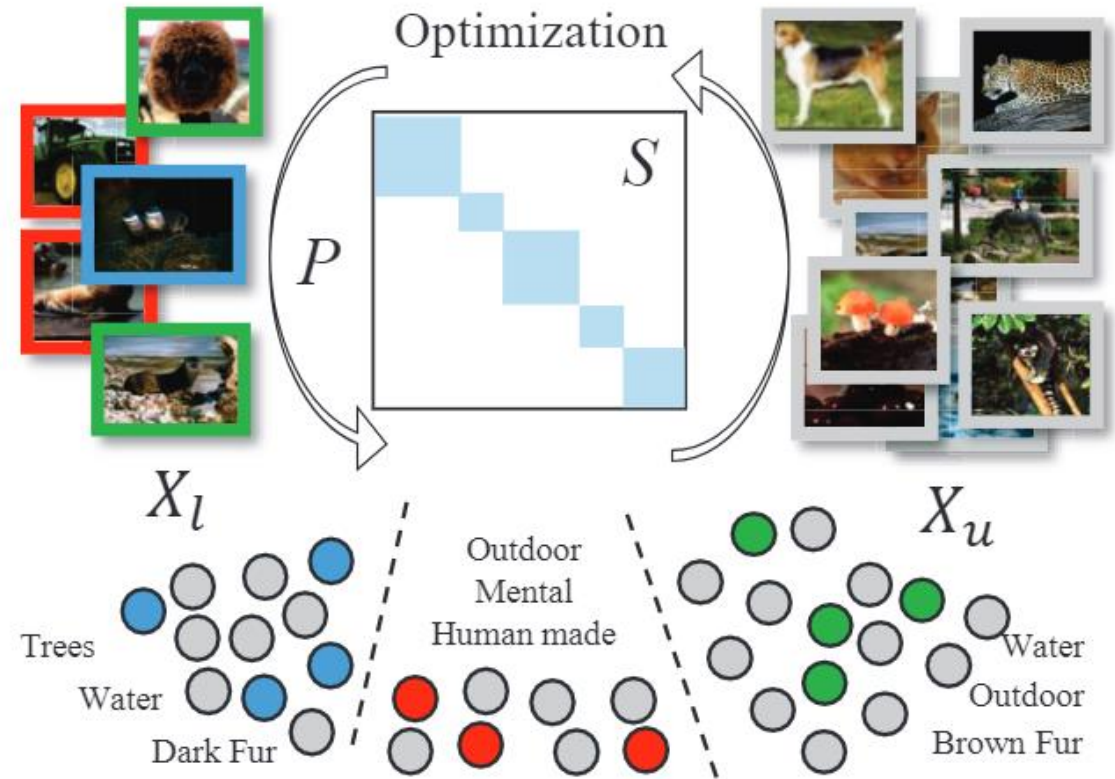 Optimization
S
P
X_l
X_u
Outdoor
Mental
Human made
Trees
Water
Dark Fur
Water
Outdoor
Brown Fur